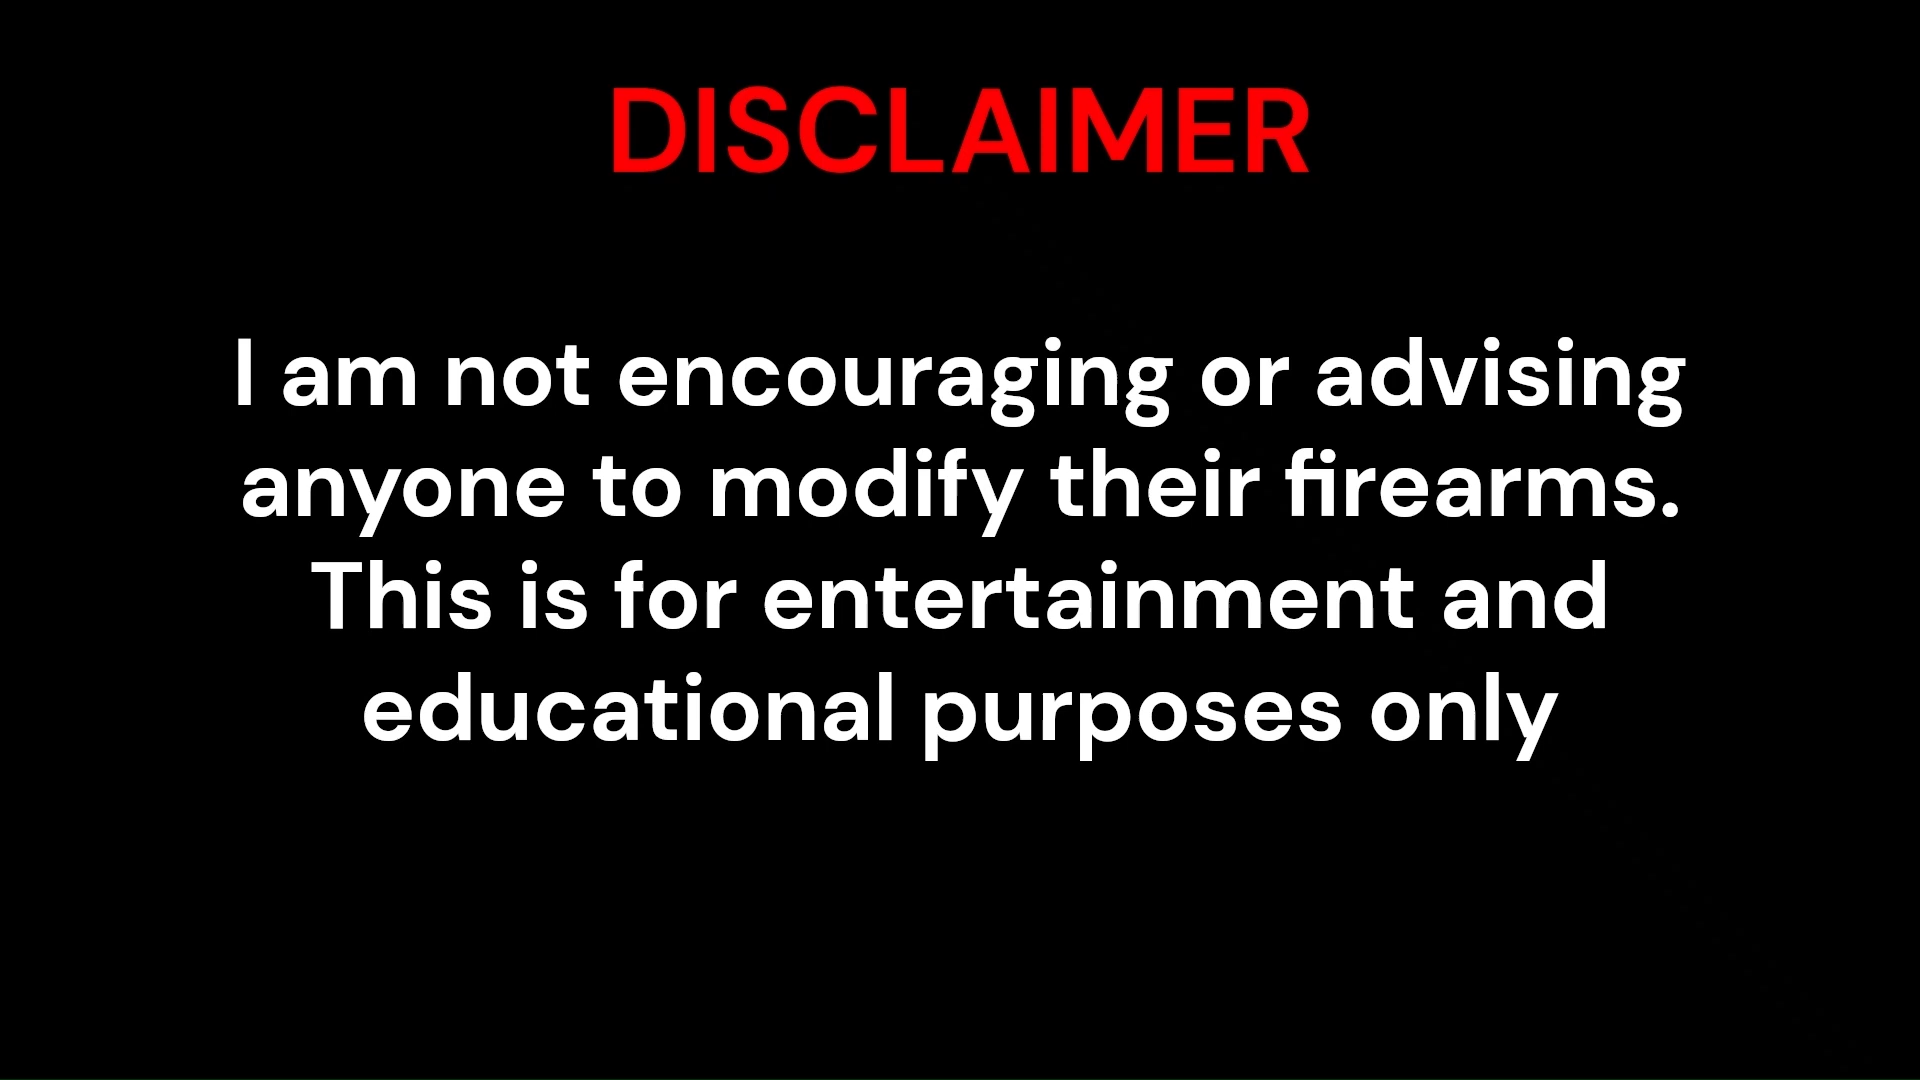 DISCLAIMER
I am not encouraging or advising
anyone to modify their firearms.
This is for entertainment and
educational purposes only